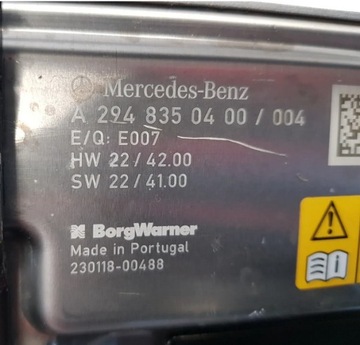 Mercedes-Benz
A 294 835 04 00 / 004
E/Q: E007
HW 22 / 42.00
SW 22 / 41.00
BorgWarner
Made in Portugal
230118-00488